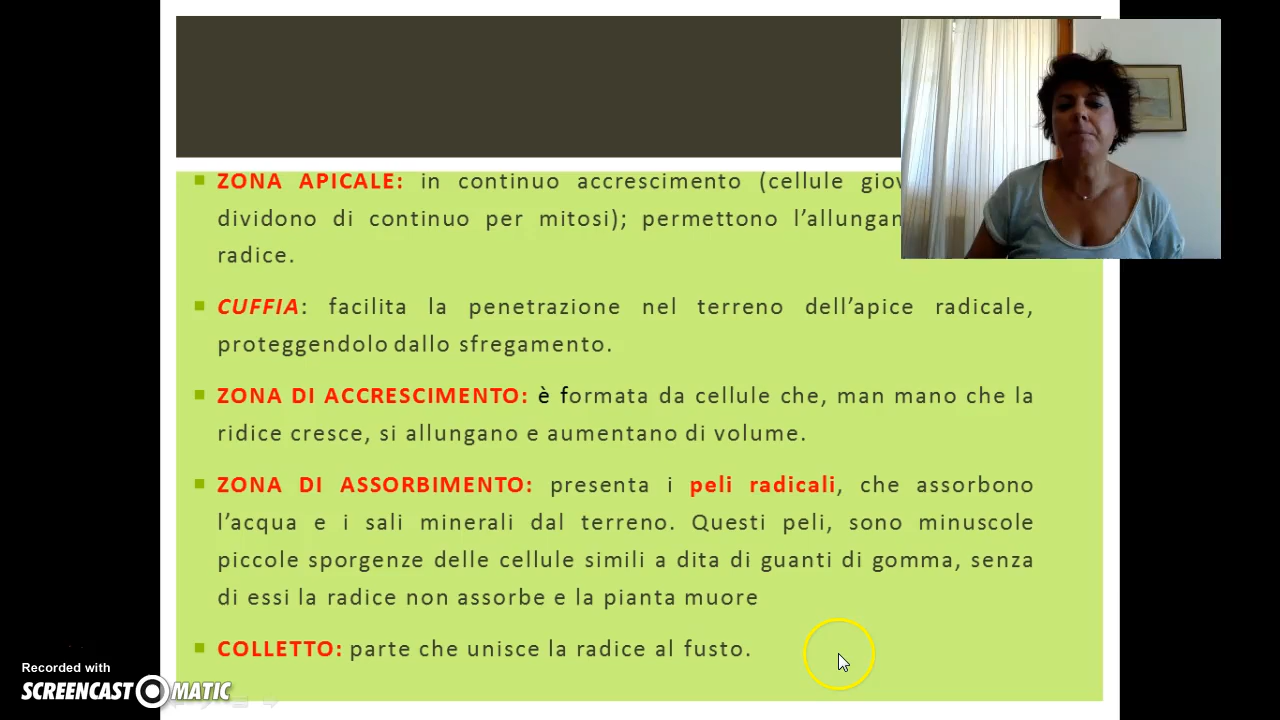 ZONA APICALE: in continuo accrescimento (cellule
dividono di continuo per mitosi); permettono
radice.
CUFFIA: facilita la penetrazione nel terreno dell'apice radicale,
proteggendolo dallo sfregamento.
ZONA DI ACCRESCIMENTO: è formata da cellule che, man mano che la
ridice cresce, si allungano e aumentano di volume.
ZONA DI ASSORBIMENTO: presenta i peli radicali, che assorbono
l'acqua e i sali minerali dal terreno. Questi peli, sono minuscole
piccole sporgenze delle cellule simili a dita di guanti di gomma, senza
di essi la radice non assorbe e la pianta muore
COLLETTO: parte che unisce la radice al fusto.
Recorded with
SCREENCAST MATIC